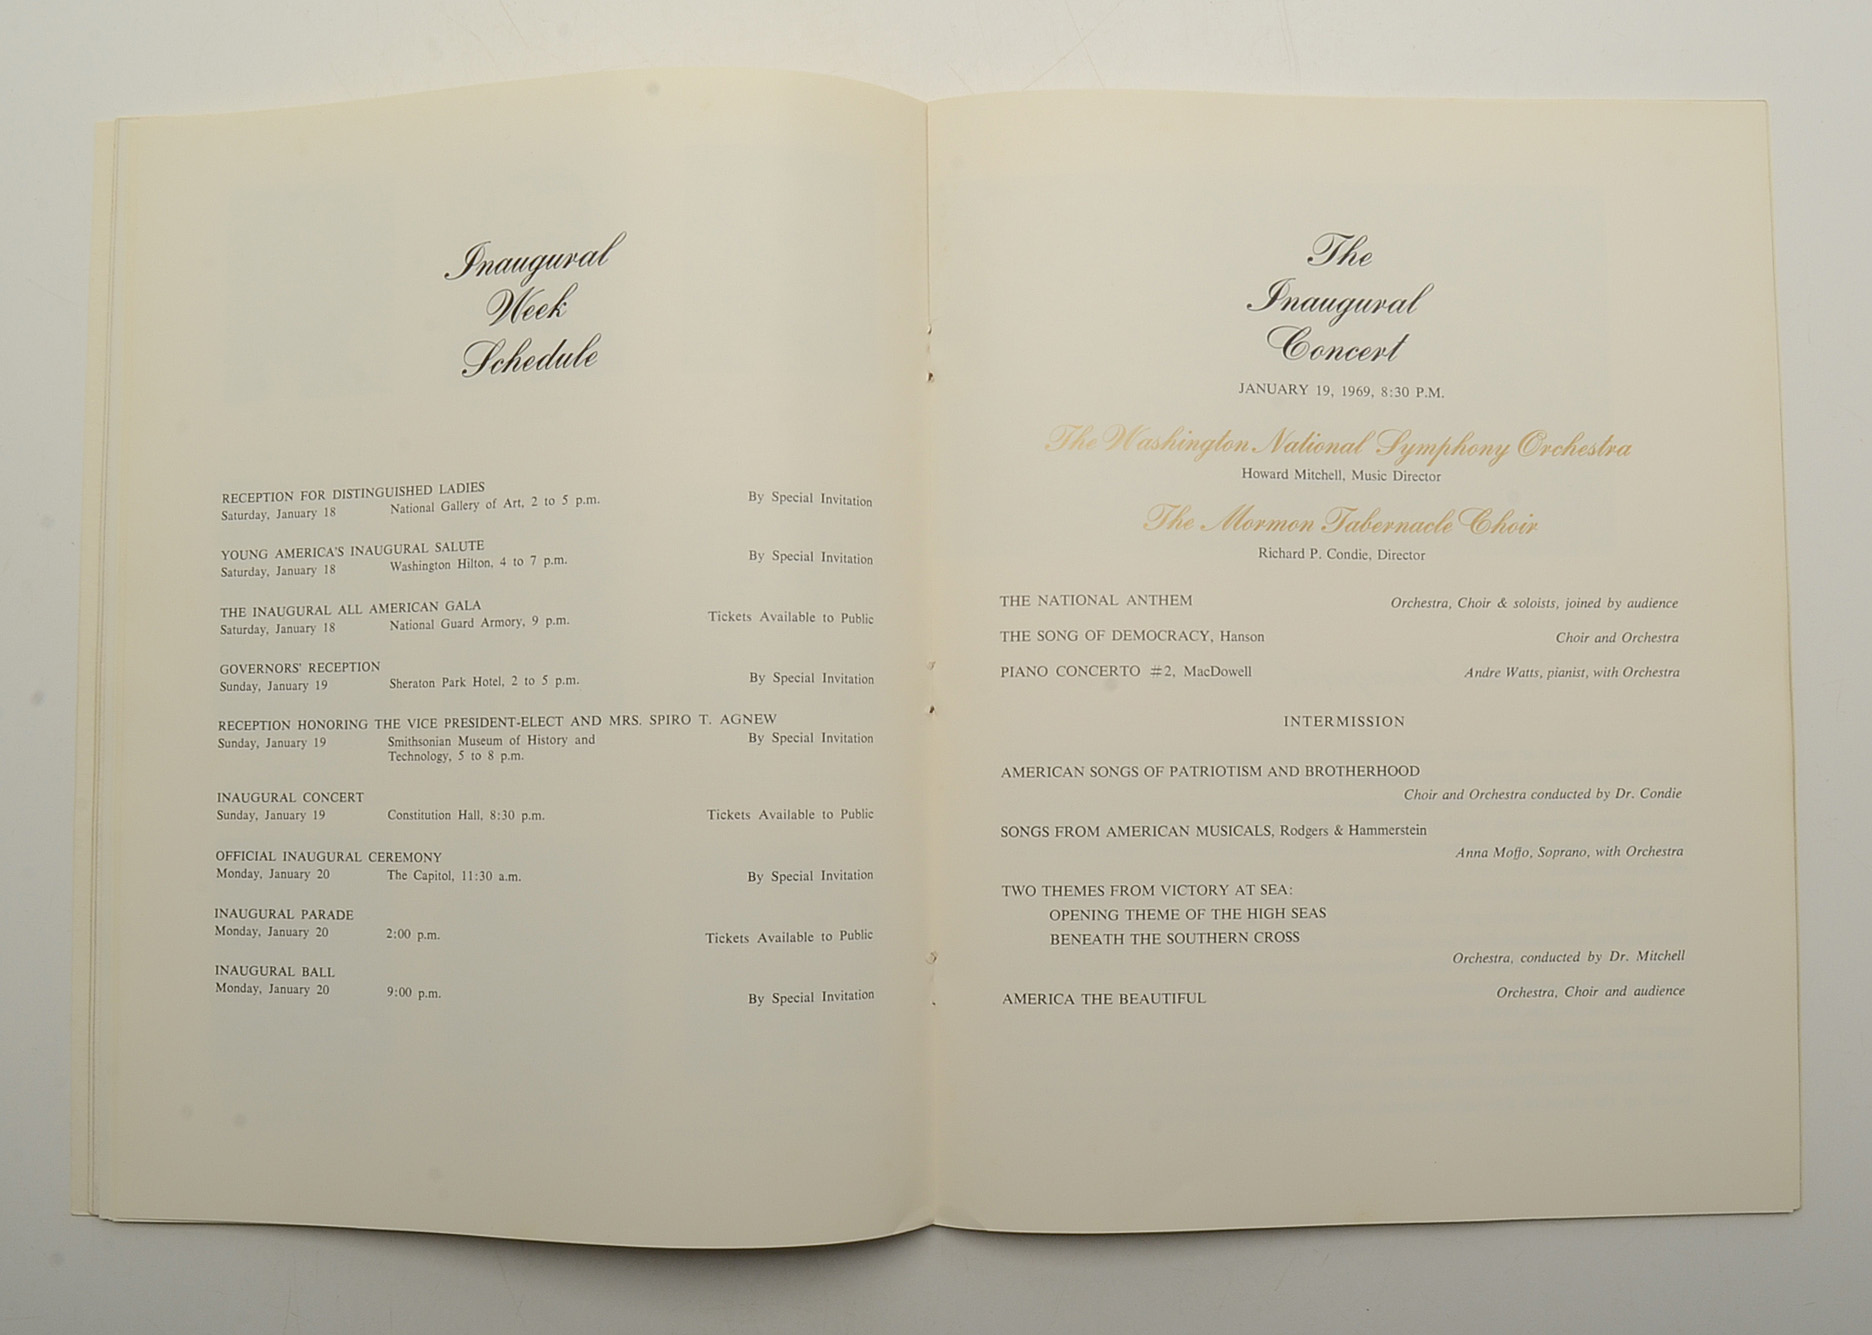 Inaugural
Week
Schedule
RECEPTION FOR DISTINGUISHED LADIES
Saturday, January 18 National Gallery of Art, 2 to 5 p.m. By Special Invitation
YOUNG AMERICA'S INAUGURAL SALUTE
Saturday, January 18 Washington Hilton, 4 to 7 p.m. By Special Invitation
THE INAUGURAL ALL AMERICAN GALA
Saturday, January 18 National Guard Armory, 9 p.m. Tickets Available to Public
GOVERNORS' RECEPTION
Sunday, January 19 Sheraton Park Hotel, 2 to 5 p.m. By Special Invitation
RECEPTION HONORING THE VICE PRESIDENT-ELECT AND MRS. SPIRO T. AGNEW
Sunday, January 19 Smithsonian Museum of History and By Special Invitation
Technology, 5 to 8 p.m.
INAUGURAL CONCERT
Sunday, January 19 Constitution Hall, 8:30 p.m. Tickets Available to Public
OFFICIAL INAUGURAL CEREMONY
Monday, January 20 The Capitol, 11:30 a.m. By Special Invitation
INAUGURAL PARADE
Monday, January 20 2:00 p.m. Tickets Available to Public
INAUGURAL BALL
Monday, January 20 9:00 p.m. By Special Invitation
The
Inaugural
Concert
JANUARY 19, 1969, 8:30 P.M.
The Washington National Symphony Orchestra
Howard Mitchell, Music Director
The Mormon Tabernacle Choir
Richard P. Condie, Director
THE NATIONAL ANTHEM Orchestra, Choir & soloists, joined by audience
THE SONG OF DEMOCRACY, Hanson Choir and Orchestra
PIANO CONCERTO #2, MacDowell Andre Watts, pianist, with Orchestra
INTERMISSION
AMERICAN SONGS OF PATRIOTISM AND BROTHERHOOD
Choir and Orchestra conducted by Dr. Condie
SONGS FROM AMERICAN MUSICALS, Rodgers & Hammerstein
Anna Moffo, Soprano, with Orchestra
TWO THEMES FROM VICTORY AT SEA:
OPENING THEME OF THE HIGH SEAS
BENEATH THE SOUTHERN CROSS
Orchestra, conducted by Dr. Mitchell
AMERICA THE BEAUTIFUL Orchestra, Choir and audience